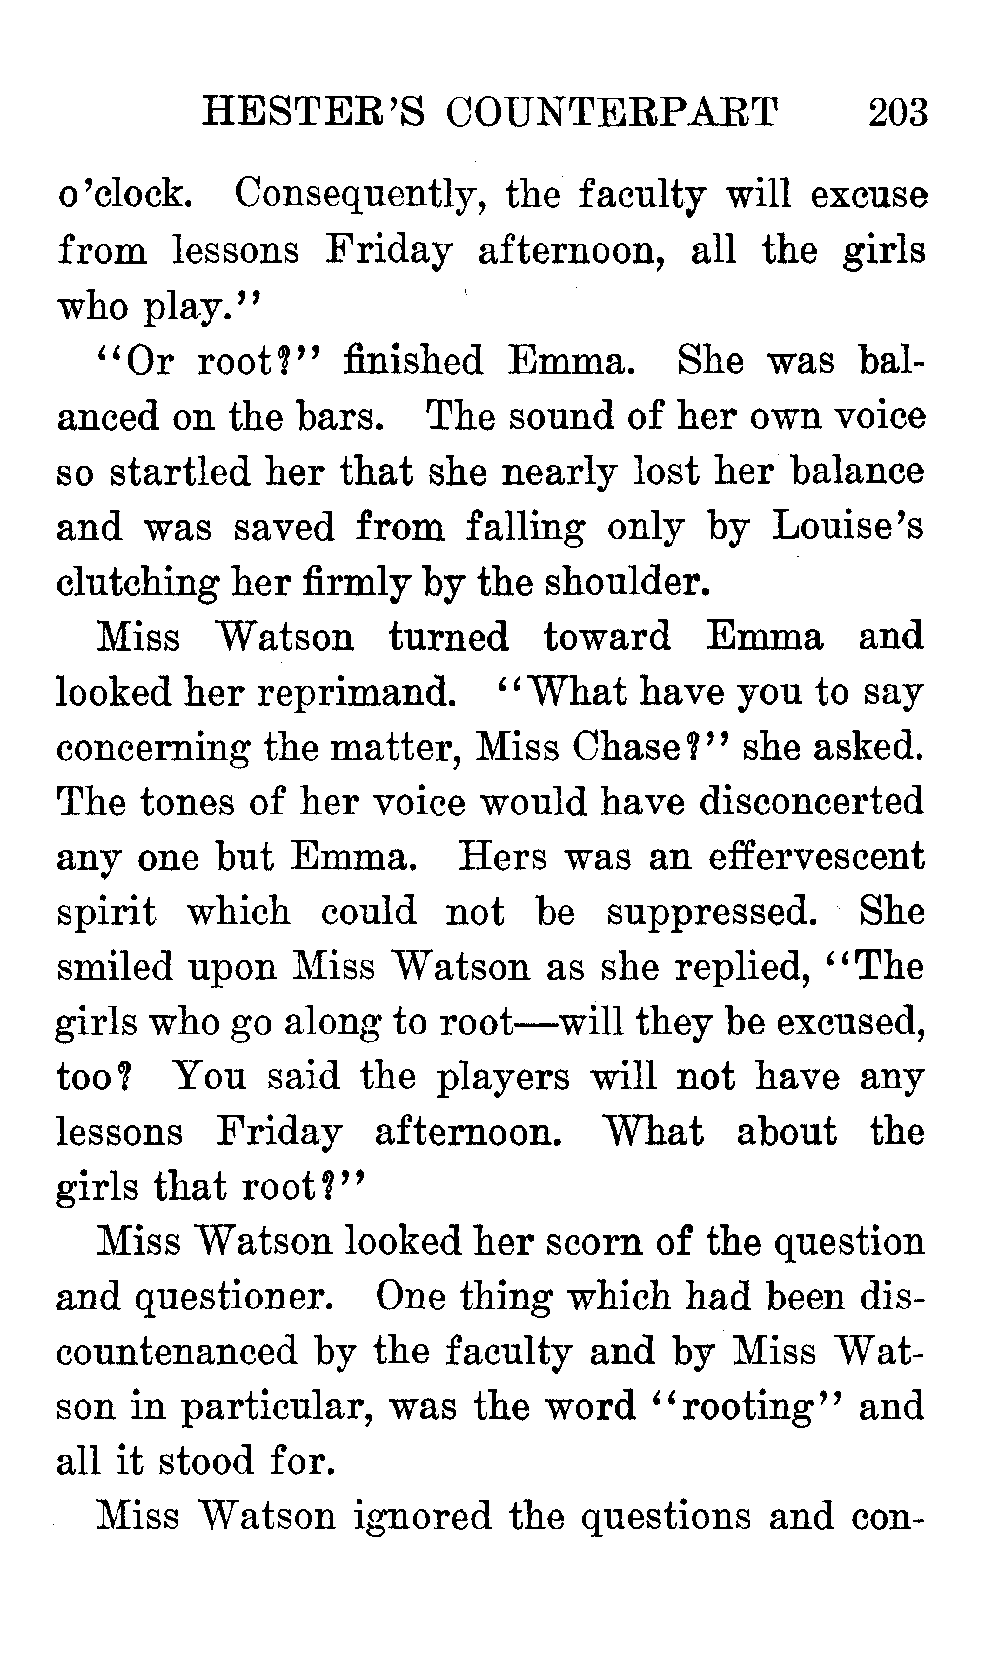 HESTER'S COUNTERPART 203
o'clock. Consequently, the faculty will excuse
from lessons Friday afternoon, all the girls
who play."
"Or root?" finished Emma. She was bal-
anced on the bars. The sound of her own voice
so startled her that she nearly lost her balance
and was saved from falling only by Louise's
clutching her firmly by the shoulder.
Miss Watson turned toward Emma and
looked her reprimand. "What have you to say
concerning the matter, Miss Chase?" she asked.
The tones of her voice would have disconcerted
any one but Emma. Hers was an effervescent
spirit which could not be suppressed. She
smiled upon Miss Watson as she replied, "The
girls who go along to root—will they be excused,
too? You said the players will not have any
lessons Friday afternoon. What about the
girls that root?"
Miss Watson looked her scorn of the question
and questioner. One thing which had been dis-
countenanced by the faculty and by Miss Wat-
son in particular, was the word "rooting" and
all it stood for.
Miss Watson ignored the questions and con-